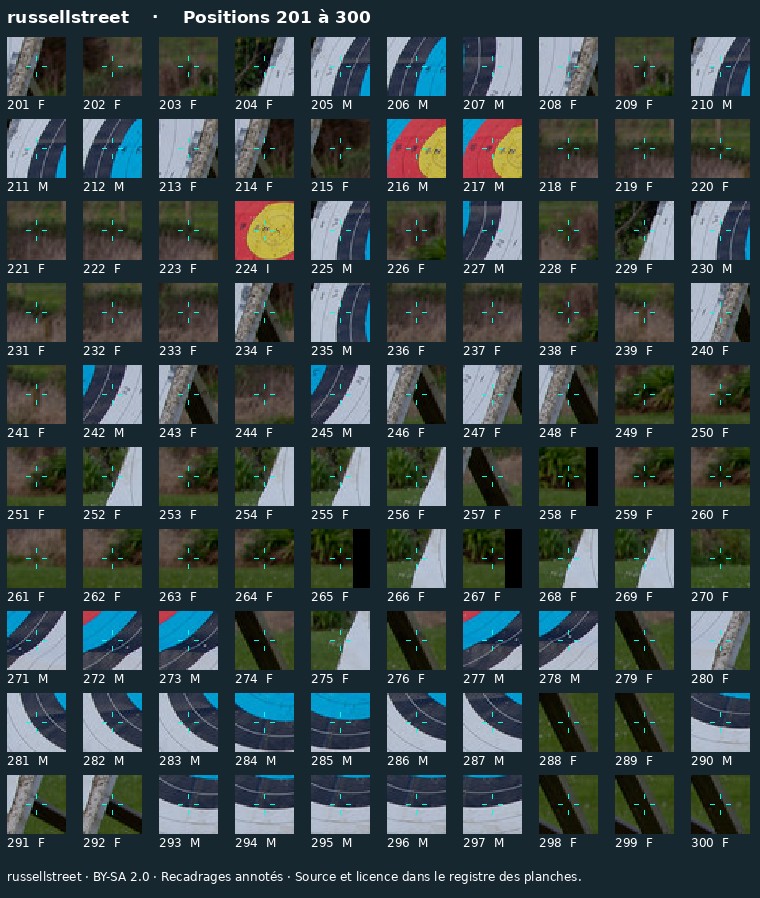 russellstreet · Positions 201 à 300
201 F 202 F 203 F 204 F 205 M 206 M 207 M 208 F 209 F 210 M
211 M 212 M 213 F 214 F 215 F 216 M 217 M 218 F 219 F 220 F
221 F 222 F 223 F 224 I 225 M 226 F 227 M 228 F 229 F 230 M
231 F 232 F 233 F 234 F 235 M 236 F 237 F 238 F 239 F 240 F
241 F 242 M 243 F 244 F 245 M 246 F 247 F 248 F 249 F 250 F
251 F 252 F 253 F 254 F 255 F 256 F 257 F 258 F 259 F 260 F
261 F 262 F 263 F 264 F 265 F 266 F 267 F 268 F 269 F 270 F
271 M 272 M 273 M 274 F 275 F 276 F 277 M 278 M 279 F 280 F
281 M 282 M 283 M 284 M 285 M 286 M 287 M 288 F 289 F 290 M
291 F 292 F 293 M 294 M 295 M 296 M 297 M 298 F 299 F 300 F
russellstreet · BY-SA 2.0 · Recadrages annotés · Source et licence dans le registre des planches.